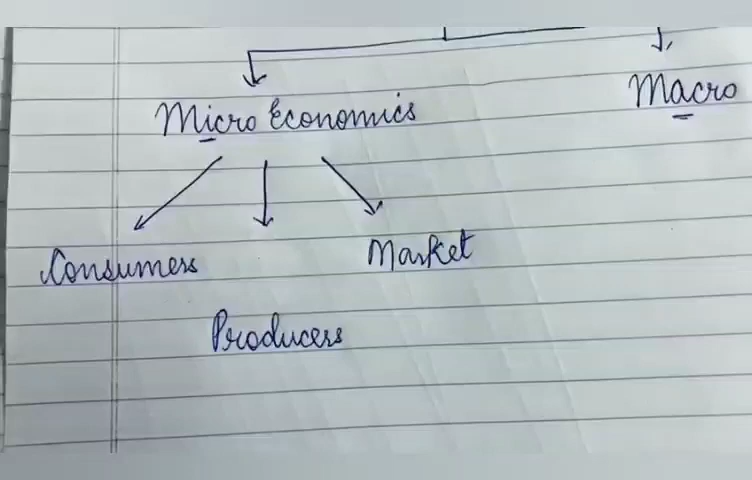 Micro Economics
Macro
Consumers
Market
Producers